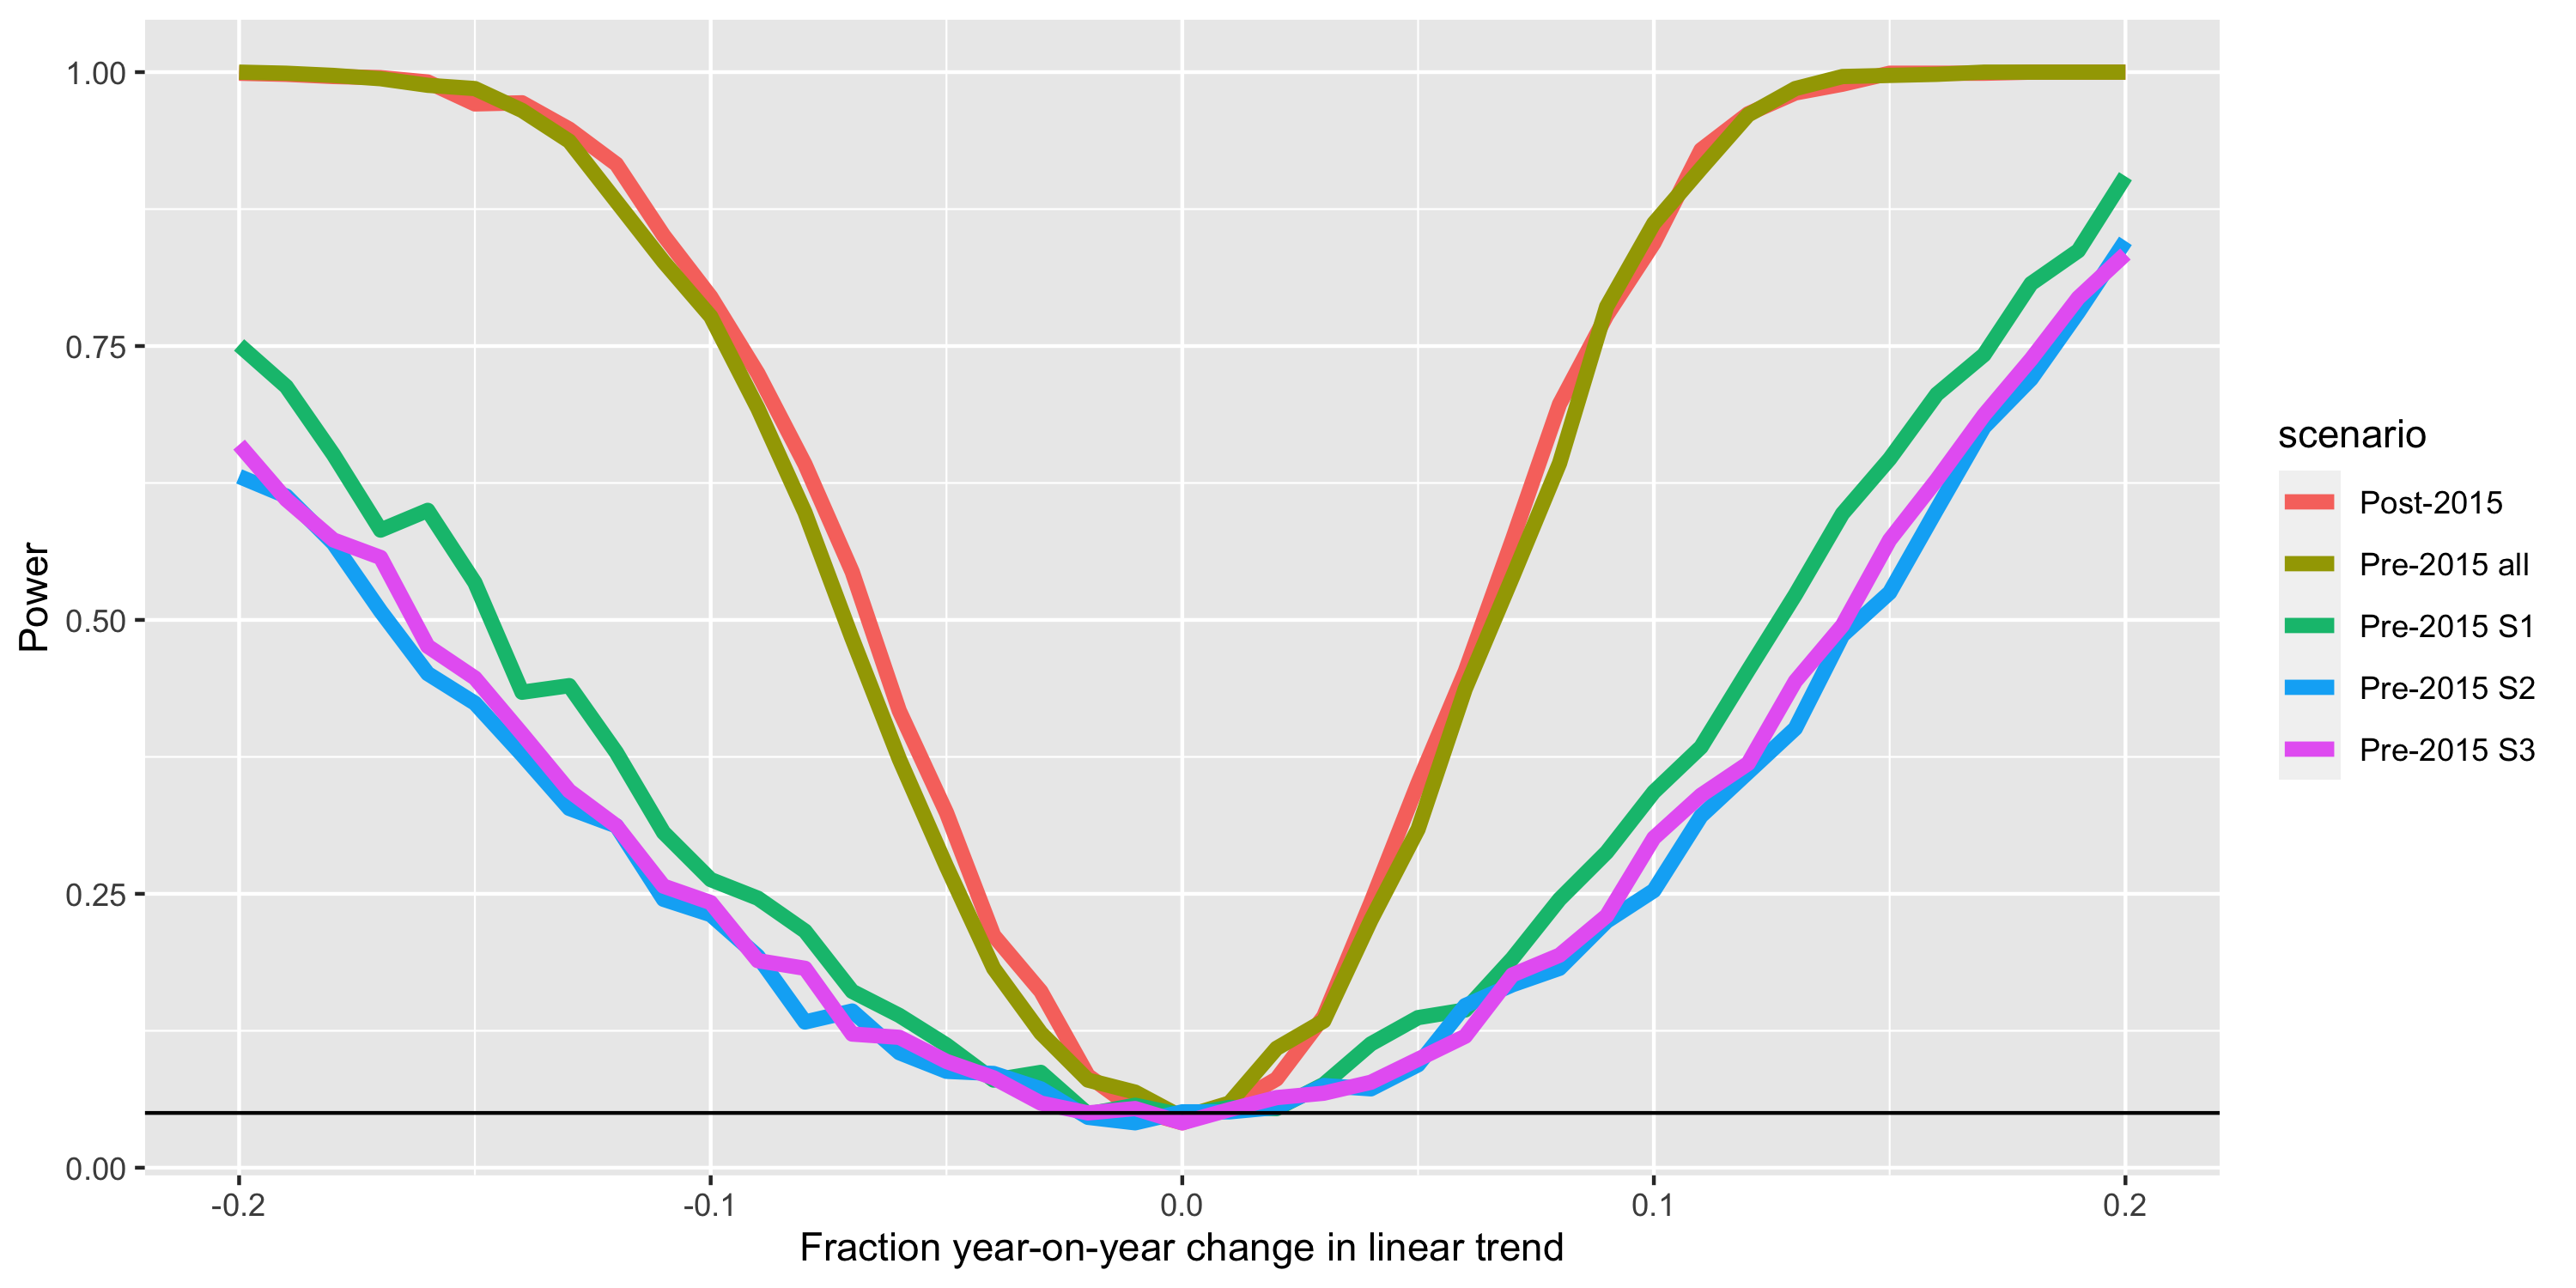 1.00
0.75
0.50
0.25
0.00
Power
-0.2
-0.1
0.0
0.1
0.2
Fraction year-on-year change in linear trend
scenario
Post-2015
Pre-2015 all
Pre-2015 S1
Pre-2015 S2
Pre-2015 S3